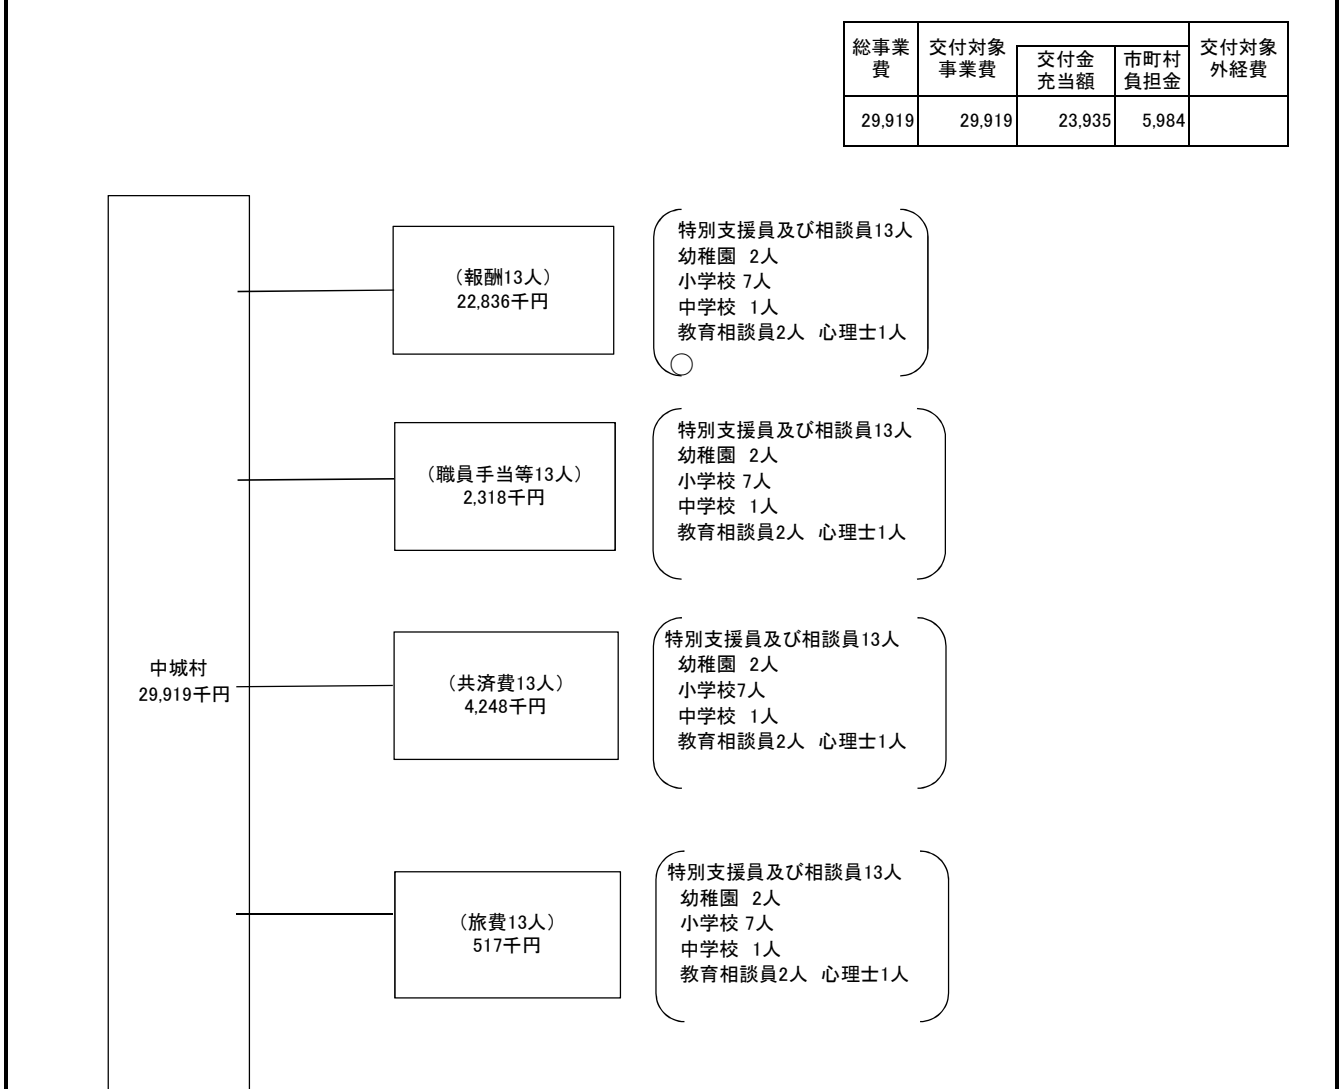 総事業
費
交付対象
事業費
交付金
充当額
市町村
負担金
交付対象
外経費
29,919 29,919 23,935 5,984
中城村
29,919千円
（報酬13人）
22,836千円
特別支援員及び相談員13人
幼稚園 2人
小学校 7人
中学校 1人
教育相談員2人 心理士1人
（職員手当等13人）
2,318千円
特別支援員及び相談員13人
幼稚園 2人
小学校 7人
中学校 1人
教育相談員2人 心理士1人
（共済費13人）
4,248千円
特別支援員及び相談員13人
幼稚園 2人
小学校7人
中学校 1人
教育相談員2人 心理士1人
（旅費13人）
517千円
特別支援員及び相談員13人
幼稚園 2人
小学校 7人
中学校 1人
教育相談員2人 心理士1人